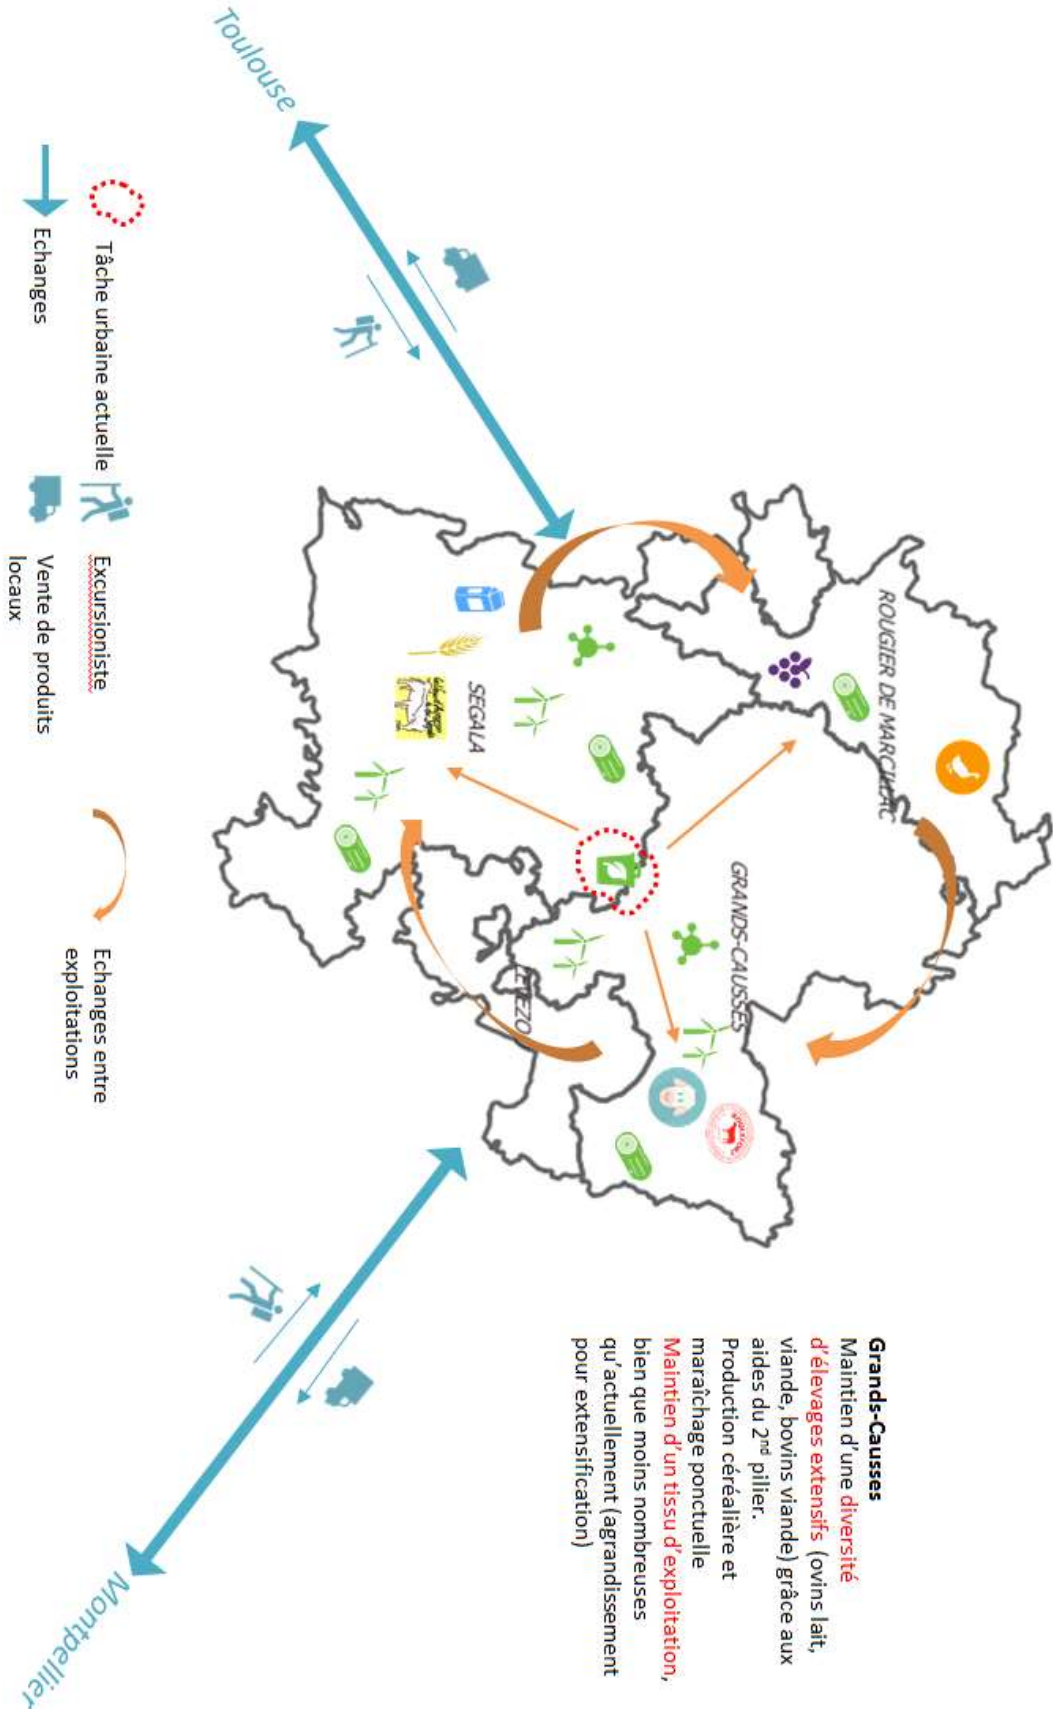 Grands-Causses
Maintien d'une diversité
d'élevages extensifs (ovins lait,
viande, bovins viande) grâce aux
aides du 2nd pilier.
Production céréalière et
maraîchage ponctuelle
Maintien d'un tissu d'exploitation,
bien que moins nombreuses
qu'actuellement (agrandissement
pour extensification)
ROUGIER DE MARCILLAC
GRANDS-CAUSSES
SEGALA
LEVEZO
Toulouse
Montpellier
Tâche urbaine actuelle
Excursioniste
Echanges entre
exploitations
Echanges
Vente de produits
locaux